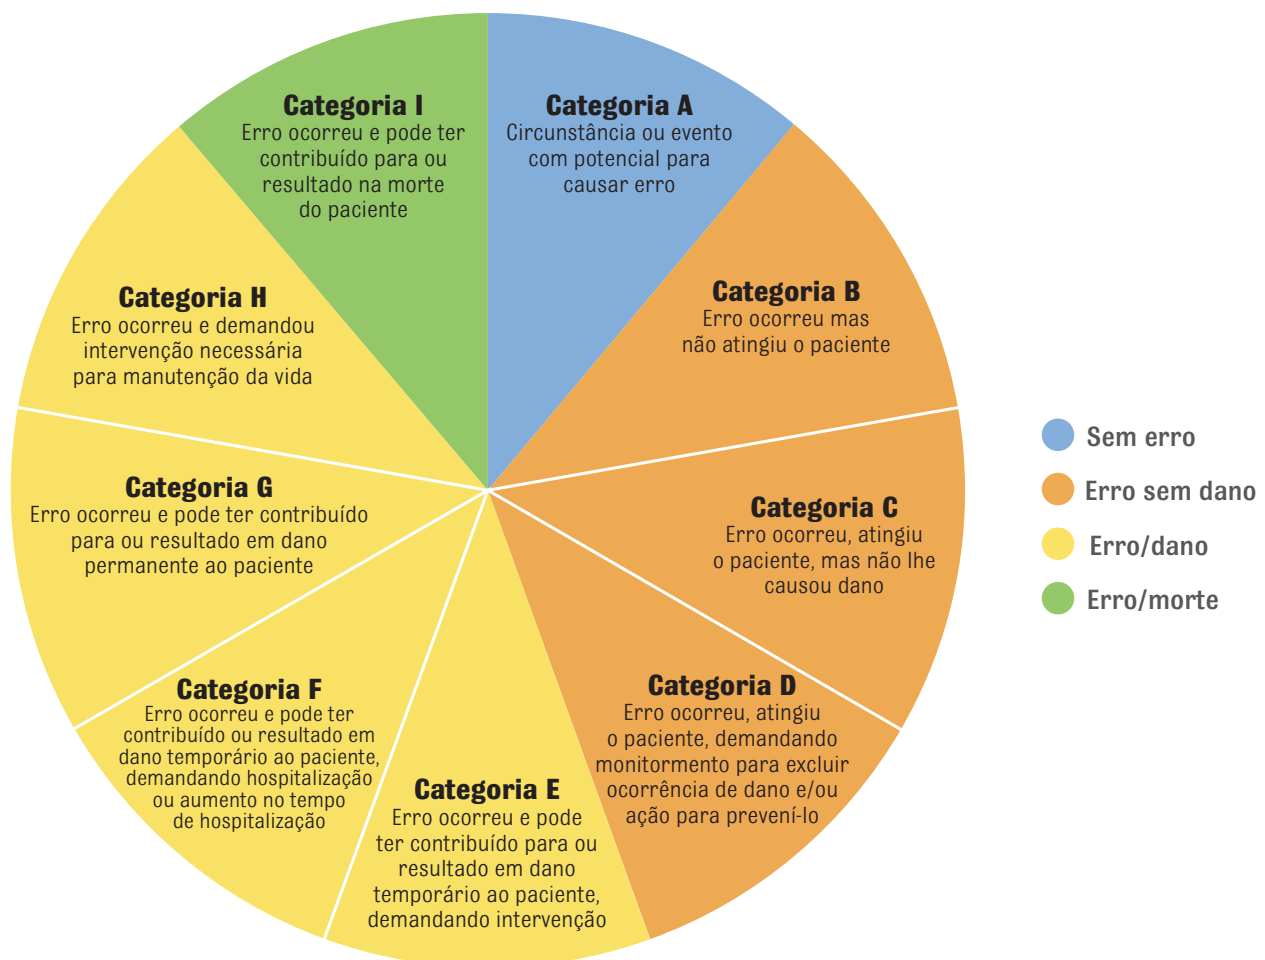 Categoria A
Circunstância ou evento
com potencial para
causar erro
Categoria B
Erro ocorreu mas
não atingiu o paciente
Categoria C
Erro ocorreu, atingiu
o paciente, mas não lhe
causou dano
Categoria D
Erro ocorreu, atingiu
o paciente, demandando
monitormento para excluir
ocorrência de dano e/ou
ação para prevení-lo
Categoria E
Erro ocorreu e pode
ter contribuído para ou
resultado em dano
temporário ao paciente,
demandando intervenção
Categoria F
Erro ocorreu e pode ter
contribuído ou resultado em
dano temporário ao paciente,
demandando hospitalização
ou aumento no tempo
de hospitalização
Categoria G
Erro ocorreu e pode ter contribuído
para ou resultado em dano
permanente ao paciente
Categoria H
Erro ocorreu e demandou
intervenção necessária
para manutenção da vida
Categoria I
Erro ocorreu e pode ter
contribuído para ou
resultado na morte
do paciente
Sem erro
Erro sem dano
Erro/dano
Erro/morte